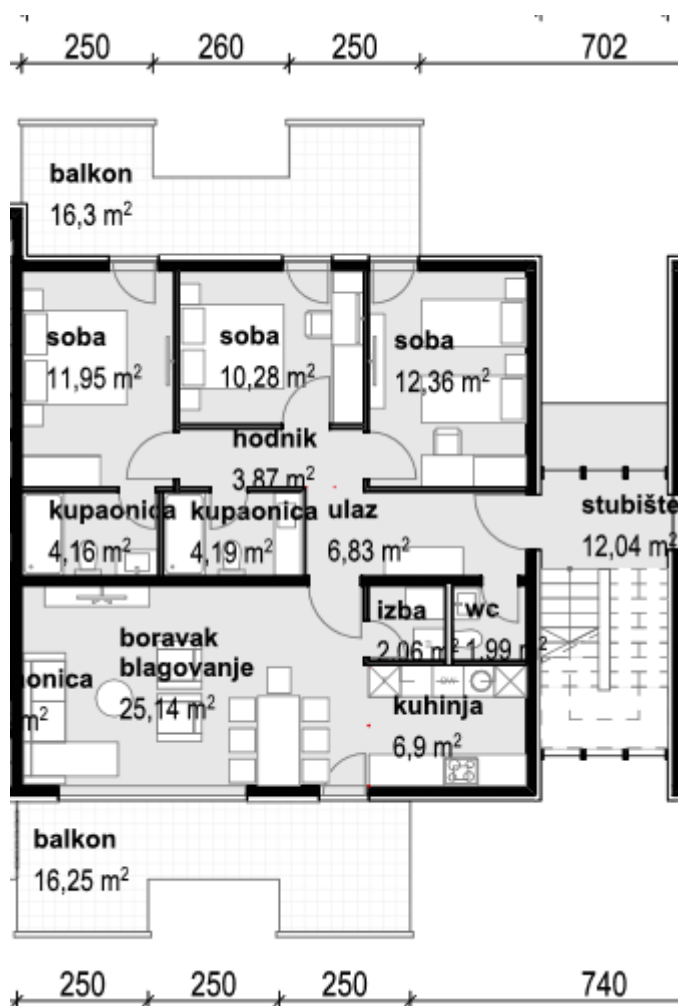 250 260 250 702
balkon
16,3 m²
soba
11,95 m²
soba
10,28 m²
soba
12,36 m²
hodnik
3,87 m²
kupaonica
4,16 m²
kupaonica
4,19 m²
ulaz
6,83 m²
stubište
12,04 m²
izba
2,06 m²
wc
1,99 m²
boravak
blagovanje
25,14 m²
onica
m²
kuhinja
6,9 m²
balkon
16,25 m²
250 250 250 740